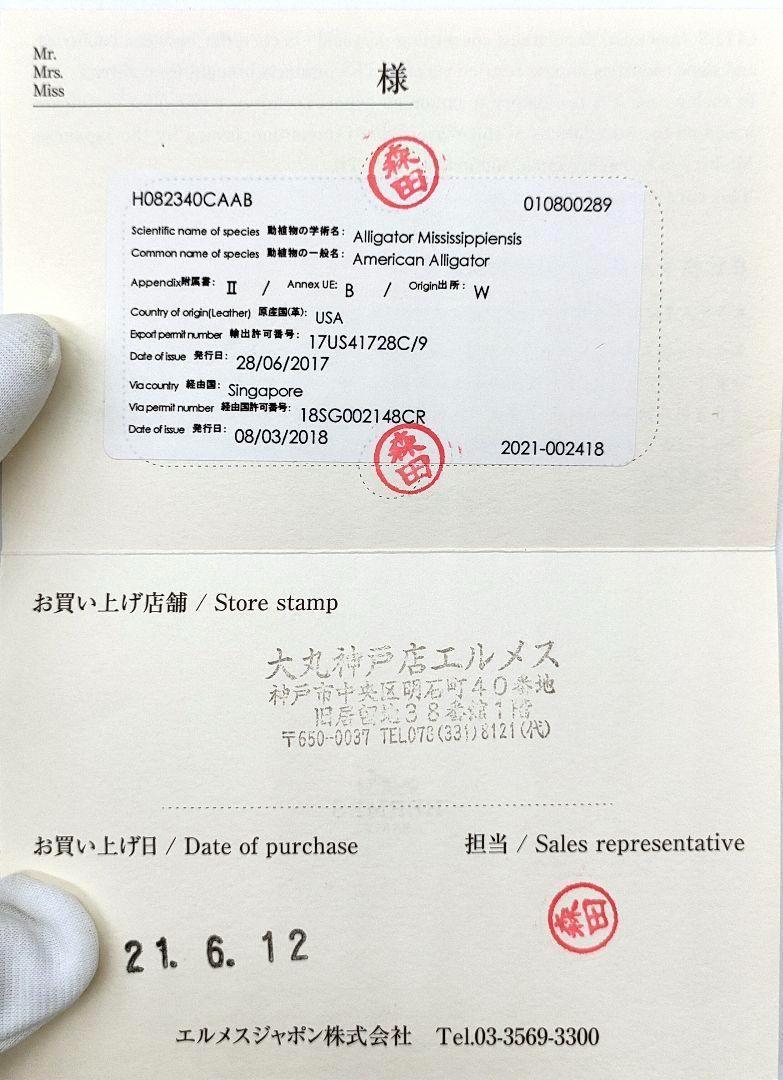 Mr.
Mrs.
Miss
様
森田
H082340CAAB 010800289
Scientific name of species 動植物の学術名: Alligator Mississippiensis
Common name of species 動植物の一般名: American Alligator
Appendix附属書: Ⅱ / Annex UE: B / Origin出所: W
Country of origin(Leather) 原産国(革): USA
Export permit number 輸出許可番号: 17US41728C/9
Date of issue 発行日: 28/06/2017
Via country 経由国: Singapore
Via permit number 経由国許可番号: 18SG002148CR
Date of issue 発行日: 08/03/2018
森田
2021-002418
お買い上げ店舗 / Store stamp
大丸神戸店エルメス
神戸市中央区明石町40番地
旧居留地38番館1階
〒650-0037 TEL078(331)8121(代)
お買い上げ日 / Date of purchase 担当 / Sales representative
21. 6. 12
森田
エルメスジャポン株式会社 Tel.03-3569-3300